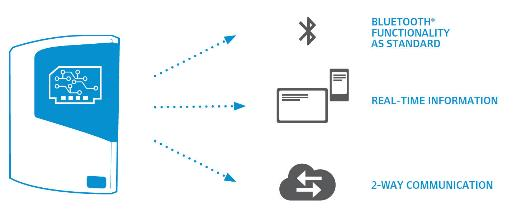 BLUETOOTH®
FUNCTIONALITY
AS STANDARD
REAL-TIME INFORMATION
2-WAY COMMUNICATION